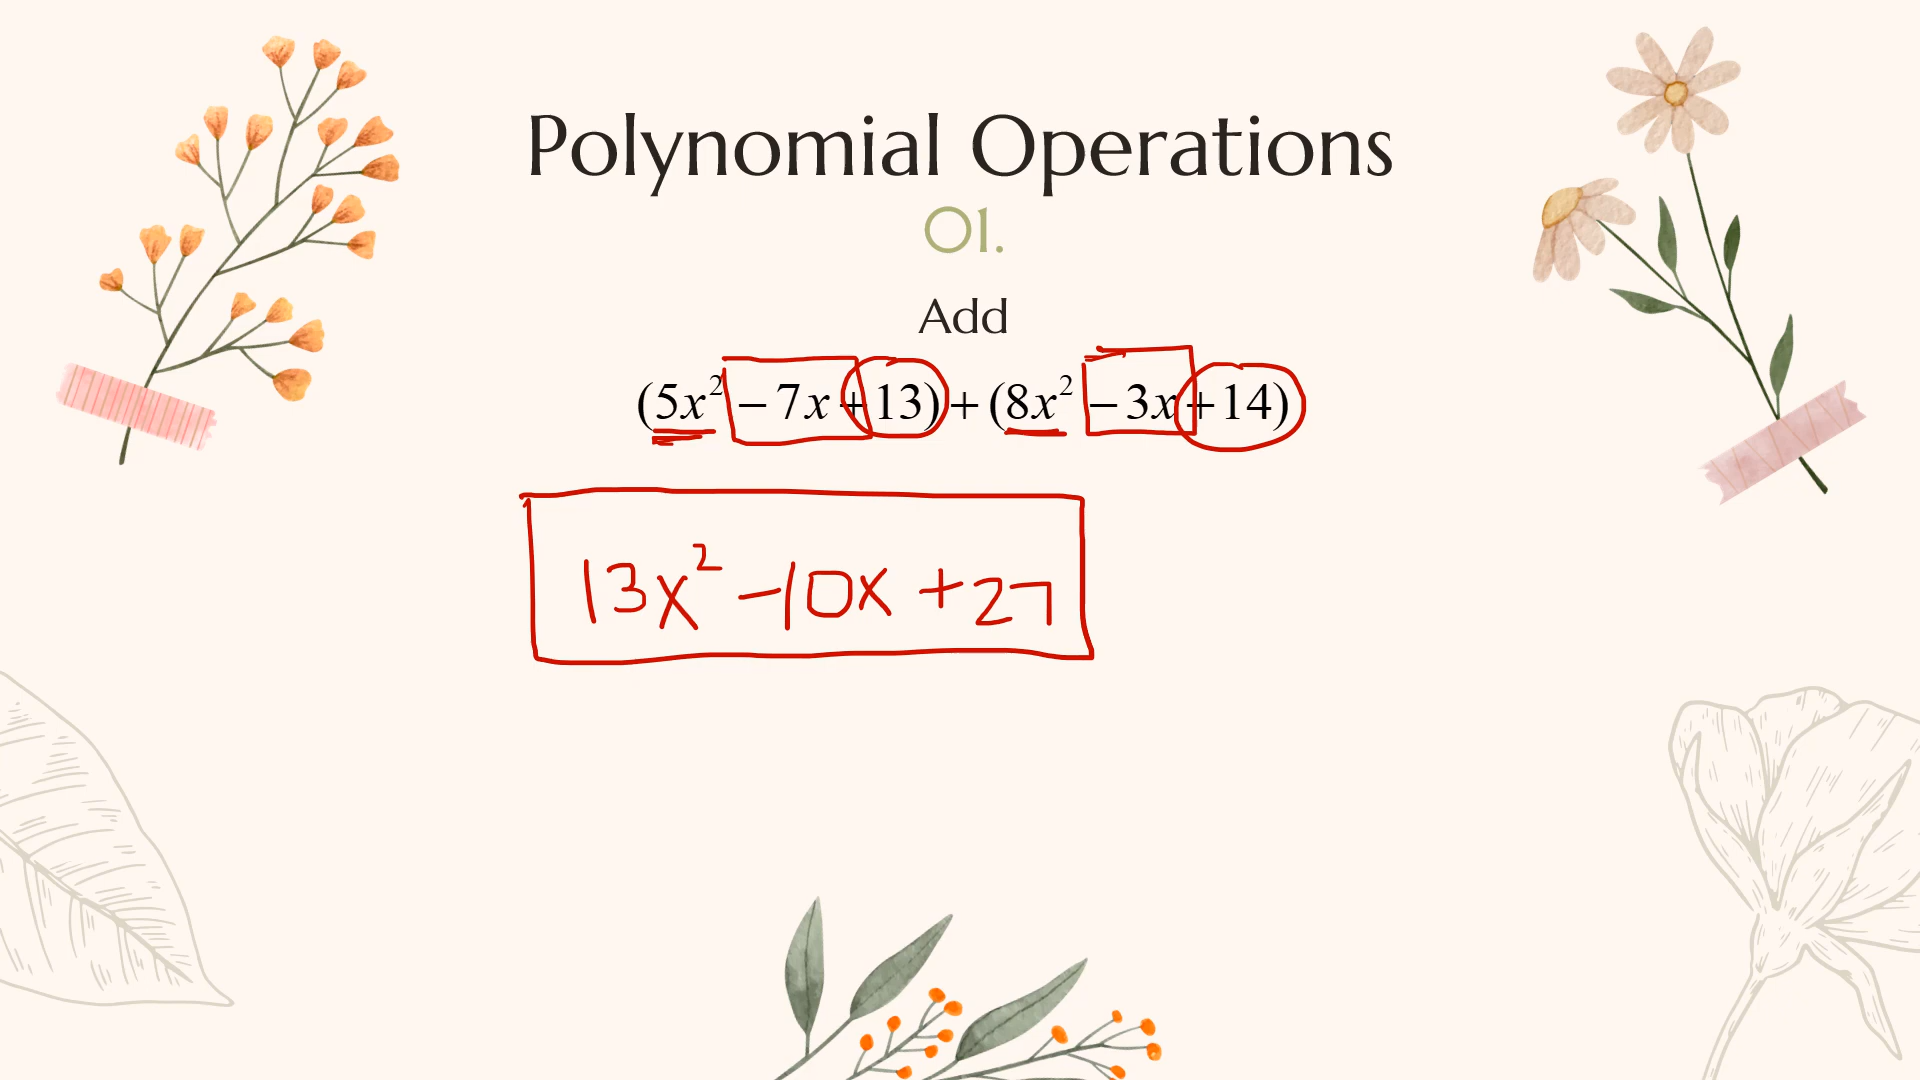 Polynomial Operations
01.
Add
(5x² − 7x + 13) + (8x² − 3x + 14)
13x² − 10x + 27